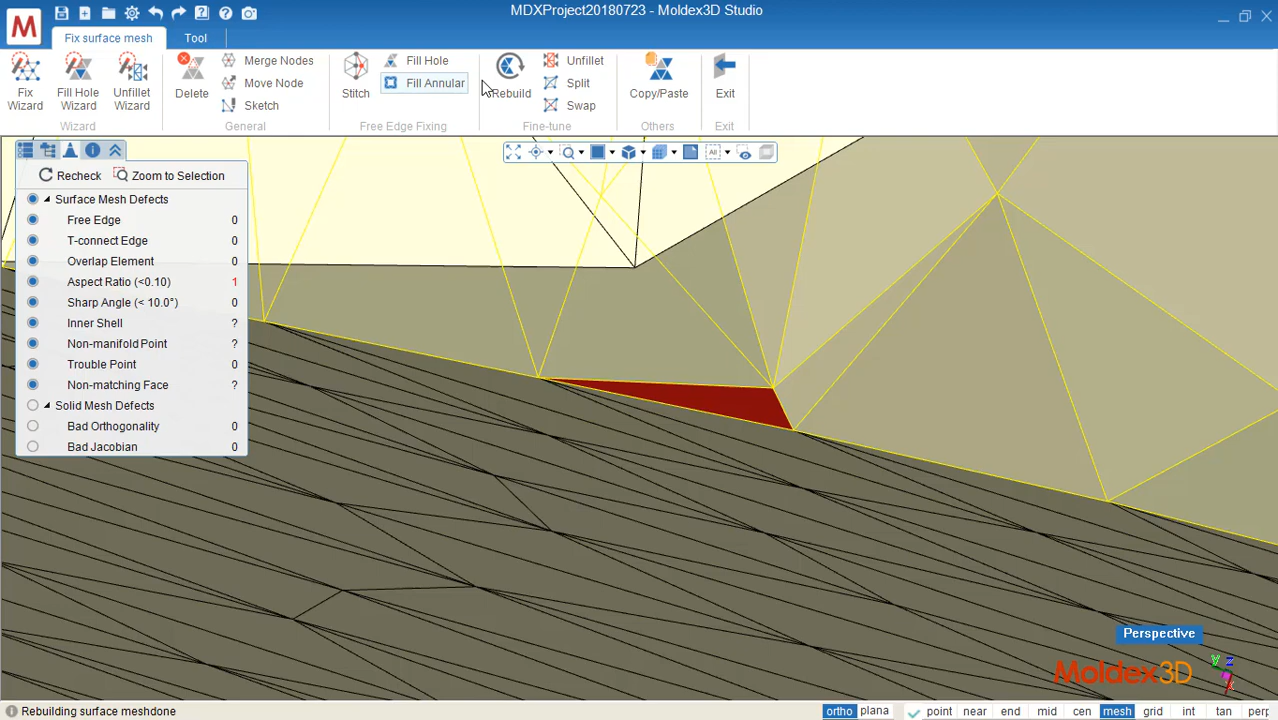 MDXProject20180723 - Moldex3D Studio
M
Fix surface mesh
Tool
Fix Wizard
Fill Hole Wizard
Unfillet Wizard
Wizard
Delete
Merge Nodes
Move Node
Sketch
General
Stitch
Fill Hole
Fill Annular
Free Edge Fixing
Rebuild
Unfillet
Split
Swap
Fine-tune
Copy/Paste
Others
Exit
Exit
All
Recheck
Zoom to Selection
Surface Mesh Defects
Free Edge 0
T-connect Edge 0
Overlap Element 0
Aspect Ratio (<0.10) 1
Sharp Angle (< 10.0°) 0
Inner Shell ?
Non-manifold Point ?
Trouble Point 0
Non-matching Face ?
Solid Mesh Defects
Bad Orthogonality 0
Bad Jacobian 0
Perspective
Moldex3D
Y Z
X
Rebuilding surface meshdone
ortho plana point near end mid cen mesh grid int tan perp